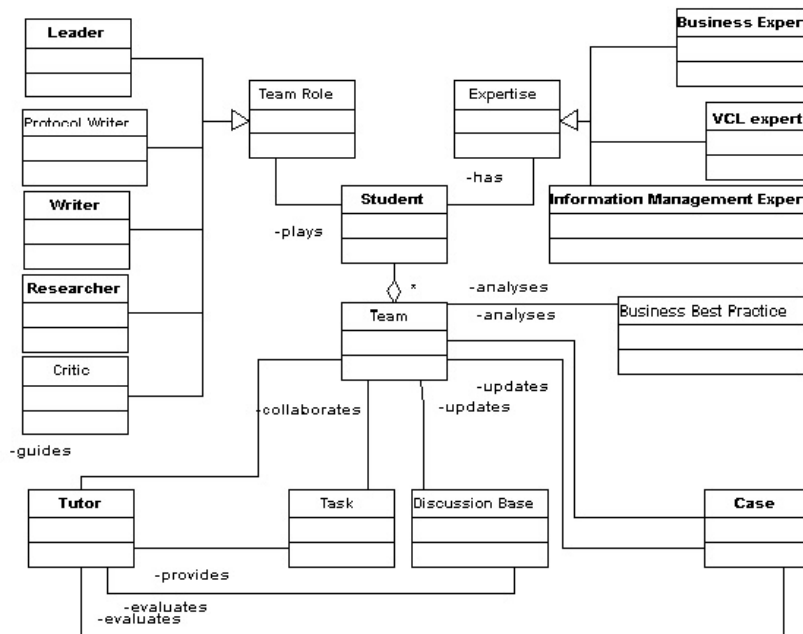 Leader
Business Exper
Team Role
Expertise
Protocol Writer
VCL expert
-has
Student
Information Management Exper
Writer
-plays
Researcher
*
-analyses
Team
-analyses
Business Best Practice
Critic
-updates
-collaborates
-updates
-guides
Tutor
Task
Discussion Base
Case
-provides
-evaluates
-evaluates